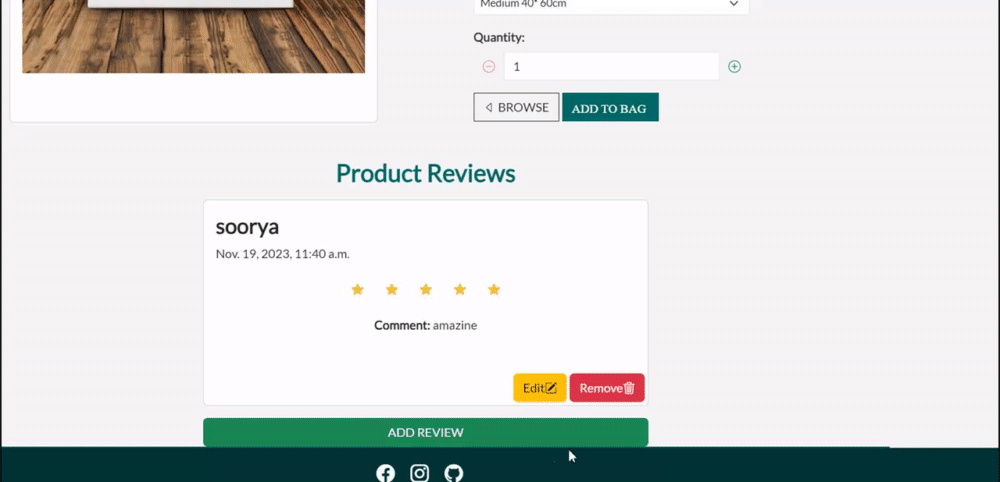 Medium 40* 60cm
Quantity:
1
BROWSE
ADD TO BAG
Product Reviews
soorya
Nov. 19, 2023, 11:40 a.m.
Comment: amazine
Edit
Remove
ADD REVIEW